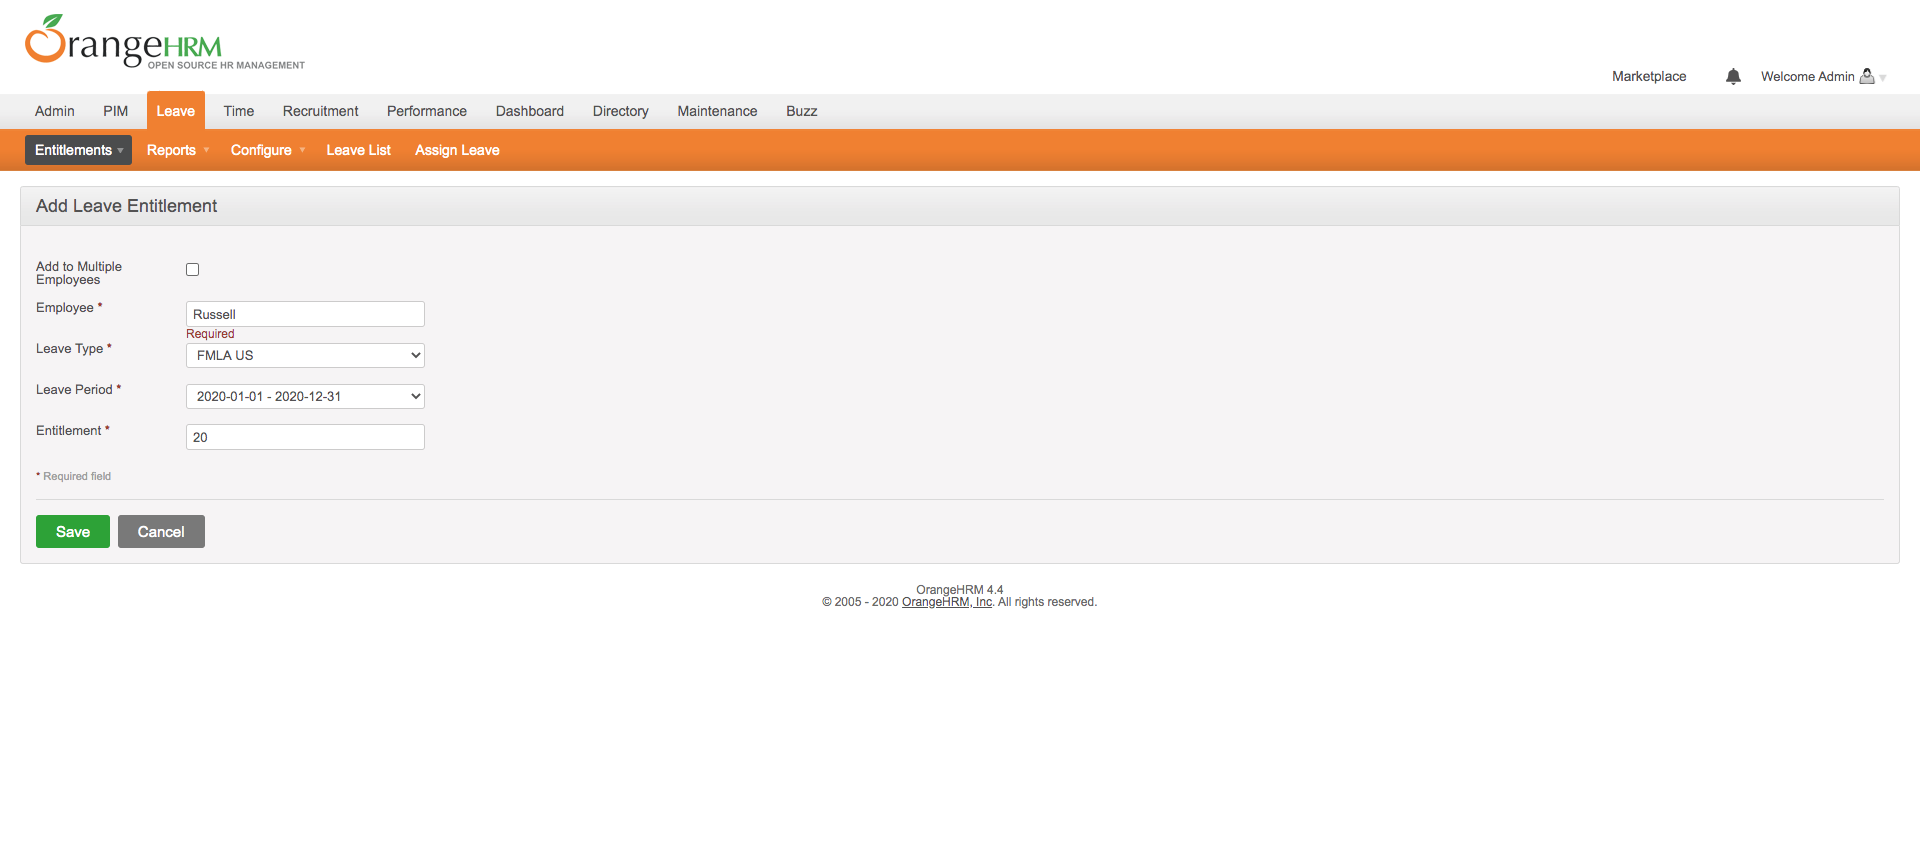 OrangeHRM
OPEN SOURCE HR MANAGEMENT
Marketplace Welcome Admin
Admin PIM Leave Time Recruitment Performance Dashboard Directory Maintenance Buzz
Entitlements Reports Configure Leave List Assign Leave
Add Leave Entitlement
Add to Multiple
Employees
Employee * Russell
Required
Leave Type * FMLA US
Leave Period * 2020-01-01 - 2020-12-31
Entitlement * 20
* Required field
Save Cancel
OrangeHRM 4.4
© 2005 - 2020 OrangeHRM, Inc. All rights reserved.